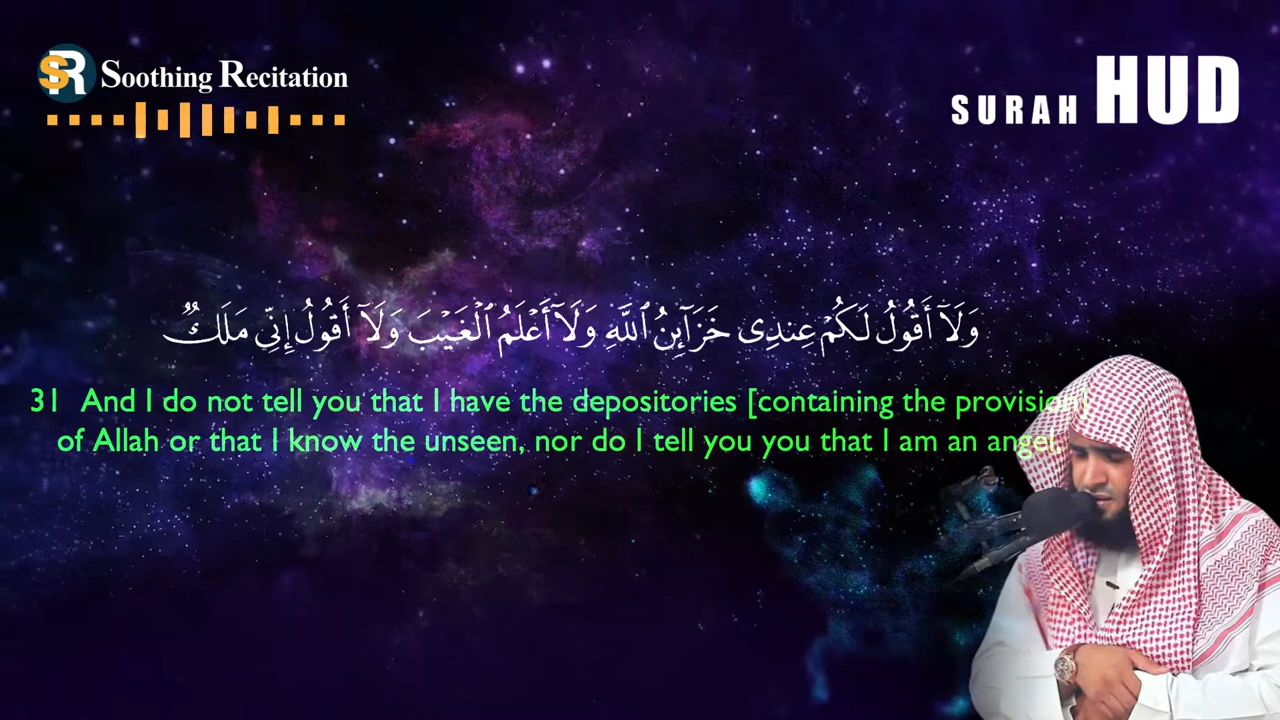 SR Soothing Recitation
SURAH HUD
وَلَآ أَقُولُ لَكُمْ عِندِى خَزَآئِنُ ٱللَّهِ وَلَآ أَعْلَمُ ٱلْغَيْبَ وَلَآ أَقُولُ إِنِّى مَلَكٌ
31 And I do not tell you that I have the depositories [containing the provision]
of Allah or that I know the unseen, nor do I tell you you that I am an angel,